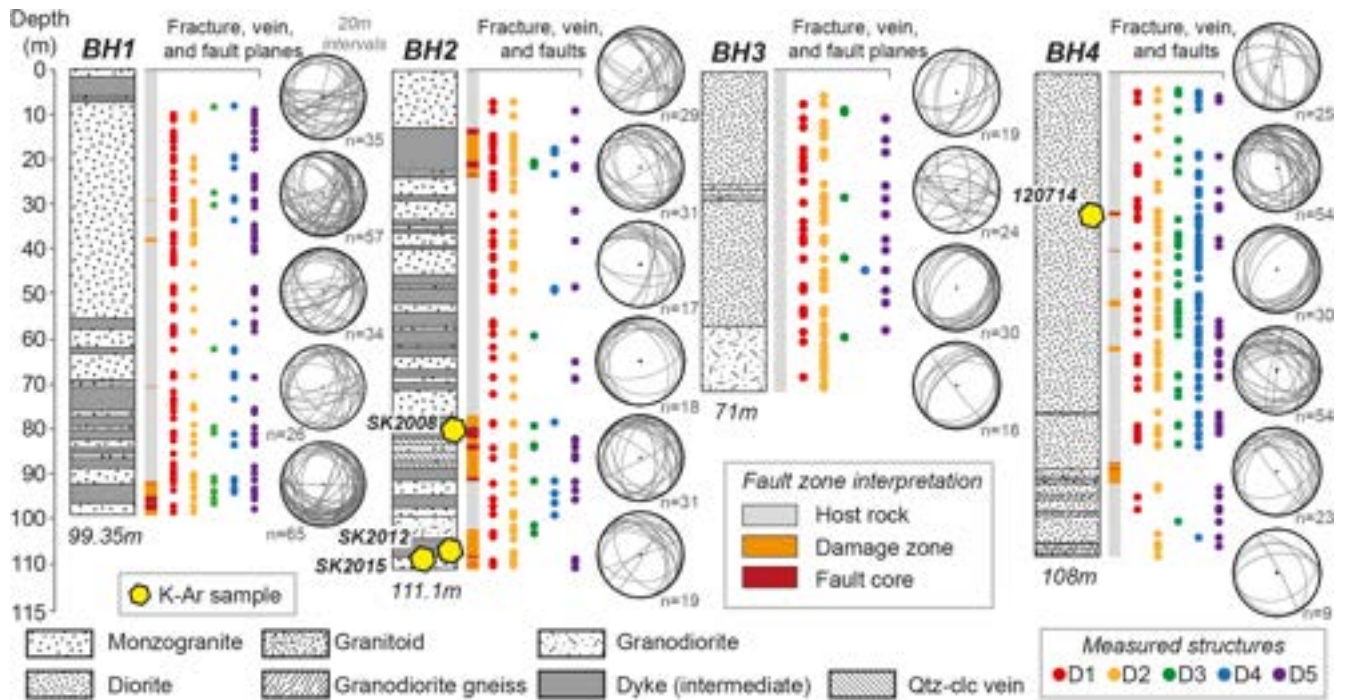 Depth
(m)
BH1
Fracture, vein,
and fault planes
20m
intervals
BH2
Fracture, vein,
and faults
BH3
Fracture, vein,
and fault planes
BH4
Fracture, vein,
and faults
0
10
20
30
40
50
60
70
80
90
100
110
115
n=35
n=57
n=34
n=26
n=65
99.35m
n=29
n=31
n=17
n=18
n=31
n=19
SK2008
SK2012
SK2015
111.1m
n=19
n=24
n=30
n=16
71m
120714
n=25
n=54
n=30
n=54
n=23
n=9
108m
K-Ar sample
Fault zone interpretation
Host rock
Damage zone
Fault core
Monzogranite
Granitoid
Granodiorite
Diorite
Granodiorite gneiss
Dyke (intermediate)
Qtz-clc vein
Measured structures
D1 D2 D3 D4 D5